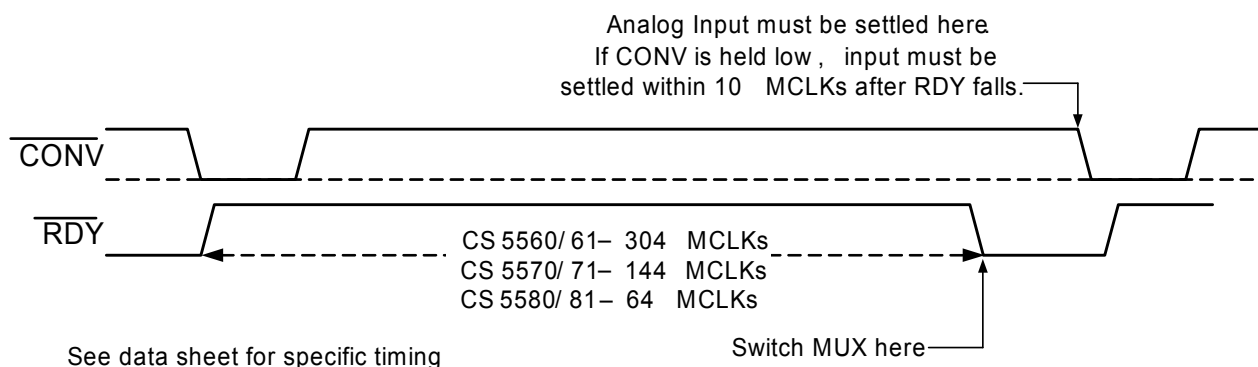 Analog Input must be settled here.
If CONV is held low , input must be
settled within 10 MCLKs after RDY falls.
CONV
RDY
CS 5560/ 61– 304 MCLKs
CS 5570/ 71– 144 MCLKs
CS 5580/ 81– 64 MCLKs
Switch MUX here
See data sheet for specific timing